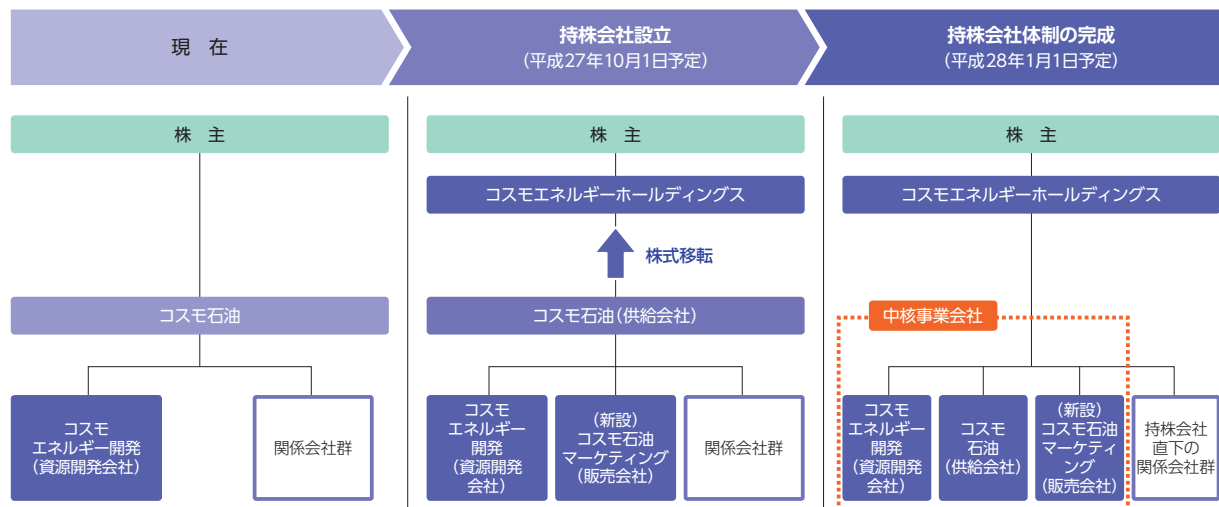 現 在
持株会社設立
(平成27年10月1日予定)
持株会社体制の完成
(平成28年1月1日予定)
株 主
コスモ石油
コスモ
エネルギー開発
(資源開発会社)
関係会社群
株 主
コスモエネルギーホールディングス
株式移転
コスモ石油(供給会社)
コスモ
エネルギー
開発
(資源開発
会社)
(新設)
コスモ石油
マーケティング
(販売会社)
関係会社群
株 主
コスモエネルギーホールディングス
中核事業会社
コスモ
エネルギー
開発
(資源開発
会社)
コスモ
石油
(供給会社)
(新設)
コスモ石油
マーケティ
ング
(販売会社)
持株会社
直下の
関係会社群